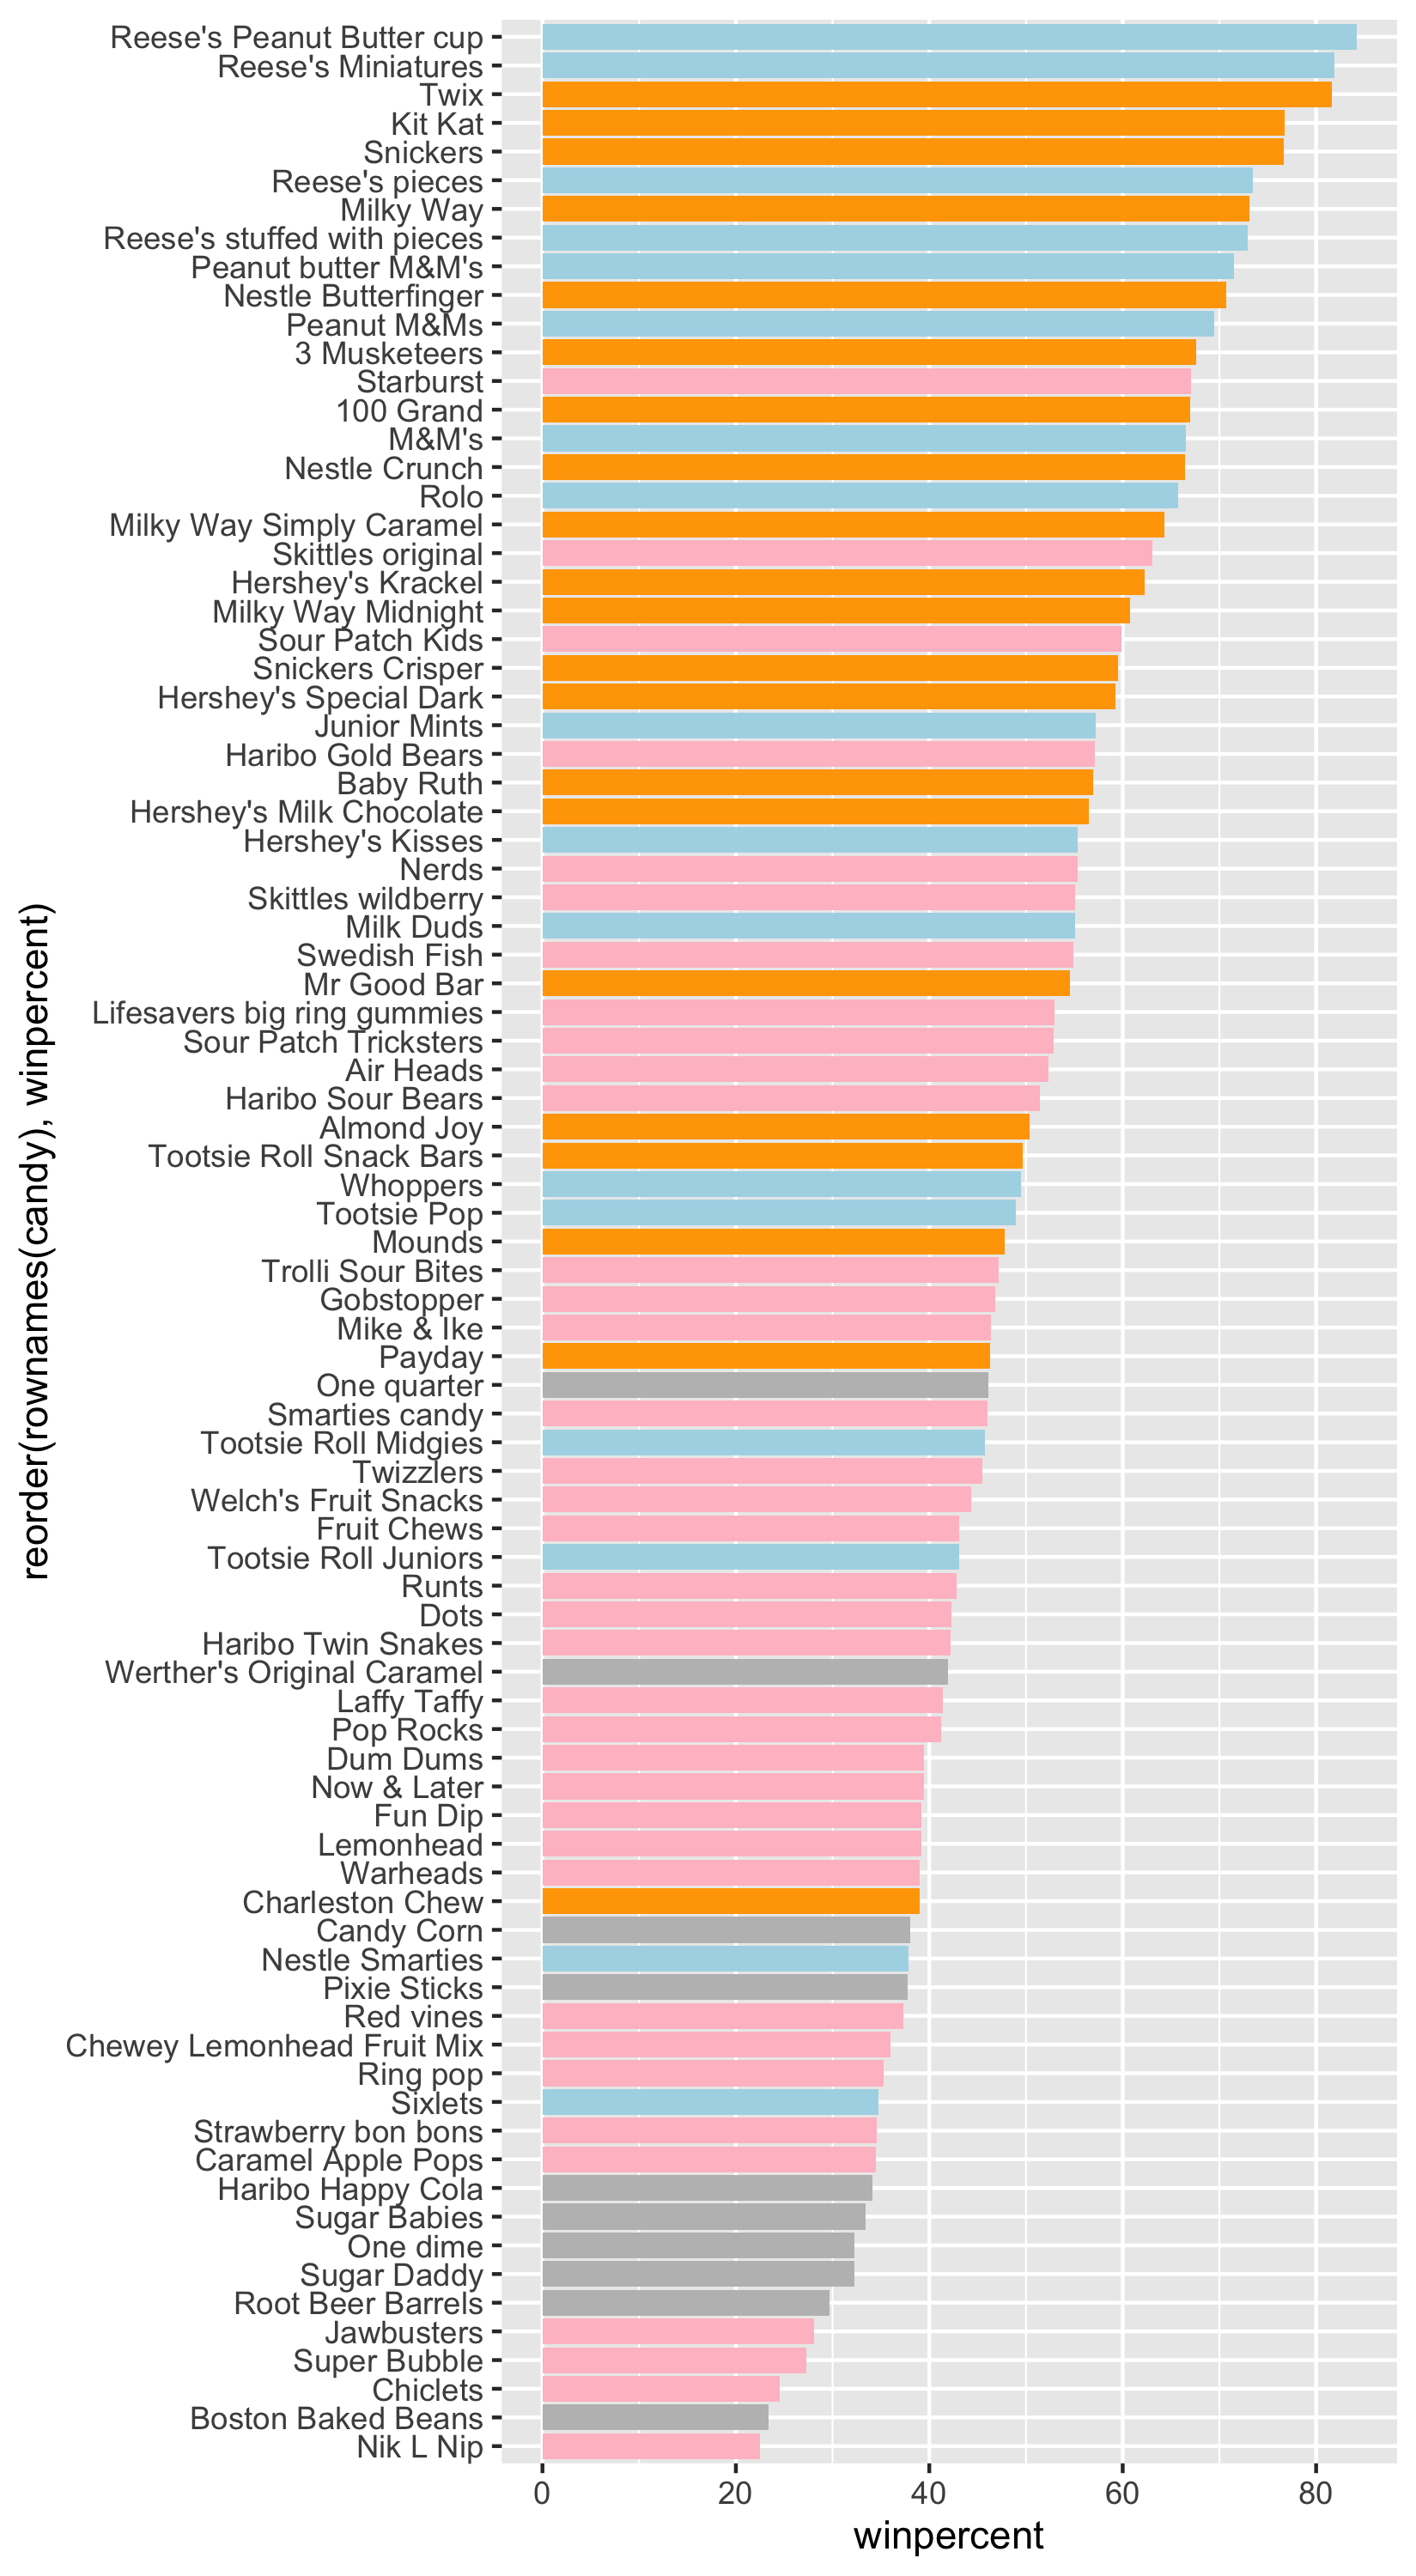 Reese's Peanut Butter cup
Reese's Miniatures
Twix
Kit Kat
Snickers
Reese's pieces
Milky Way
Reese's stuffed with pieces
Peanut butter M&M's
Nestle Butterfinger
Peanut M&Ms
3 Musketeers
Starburst
100 Grand
M&M's
Nestle Crunch
Rolo
Milky Way Simply Caramel
Skittles original
Hershey's Krackel
Milky Way Midnight
Sour Patch Kids
Snickers Crisper
Hershey's Special Dark
Junior Mints
Haribo Gold Bears
Baby Ruth
Hershey's Milk Chocolate
Hershey's Kisses
Nerds
Skittles wildberry
Milk Duds
Swedish Fish
Mr Good Bar
Lifesavers big ring gummies
Sour Patch Tricksters
Air Heads
Haribo Sour Bears
Almond Joy
Tootsie Roll Snack Bars
Whoppers
Tootsie Pop
Mounds
Trolli Sour Bites
Gobstopper
Mike & Ike
Payday
One quarter
Smarties candy
Tootsie Roll Midgies
Twizzlers
Welch's Fruit Snacks
Fruit Chews
Tootsie Roll Juniors
Runts
Dots
Haribo Twin Snakes
Werther's Original Caramel
Laffy Taffy
Pop Rocks
Dum Dums
Now & Later
Fun Dip
Lemonhead
Warheads
Charleston Chew
Candy Corn
Nestle Smarties
Pixie Sticks
Red vines
Chewey Lemonhead Fruit Mix
Ring pop
Sixlets
Strawberry bon bons
Caramel Apple Pops
Haribo Happy Cola
Sugar Babies
One dime
Sugar Daddy
Root Beer Barrels
Jawbusters
Super Bubble
Chiclets
Boston Baked Beans
Nik L Nip
reorder(rownames(candy), winpercent)
0 20 40 60 80
winpercent